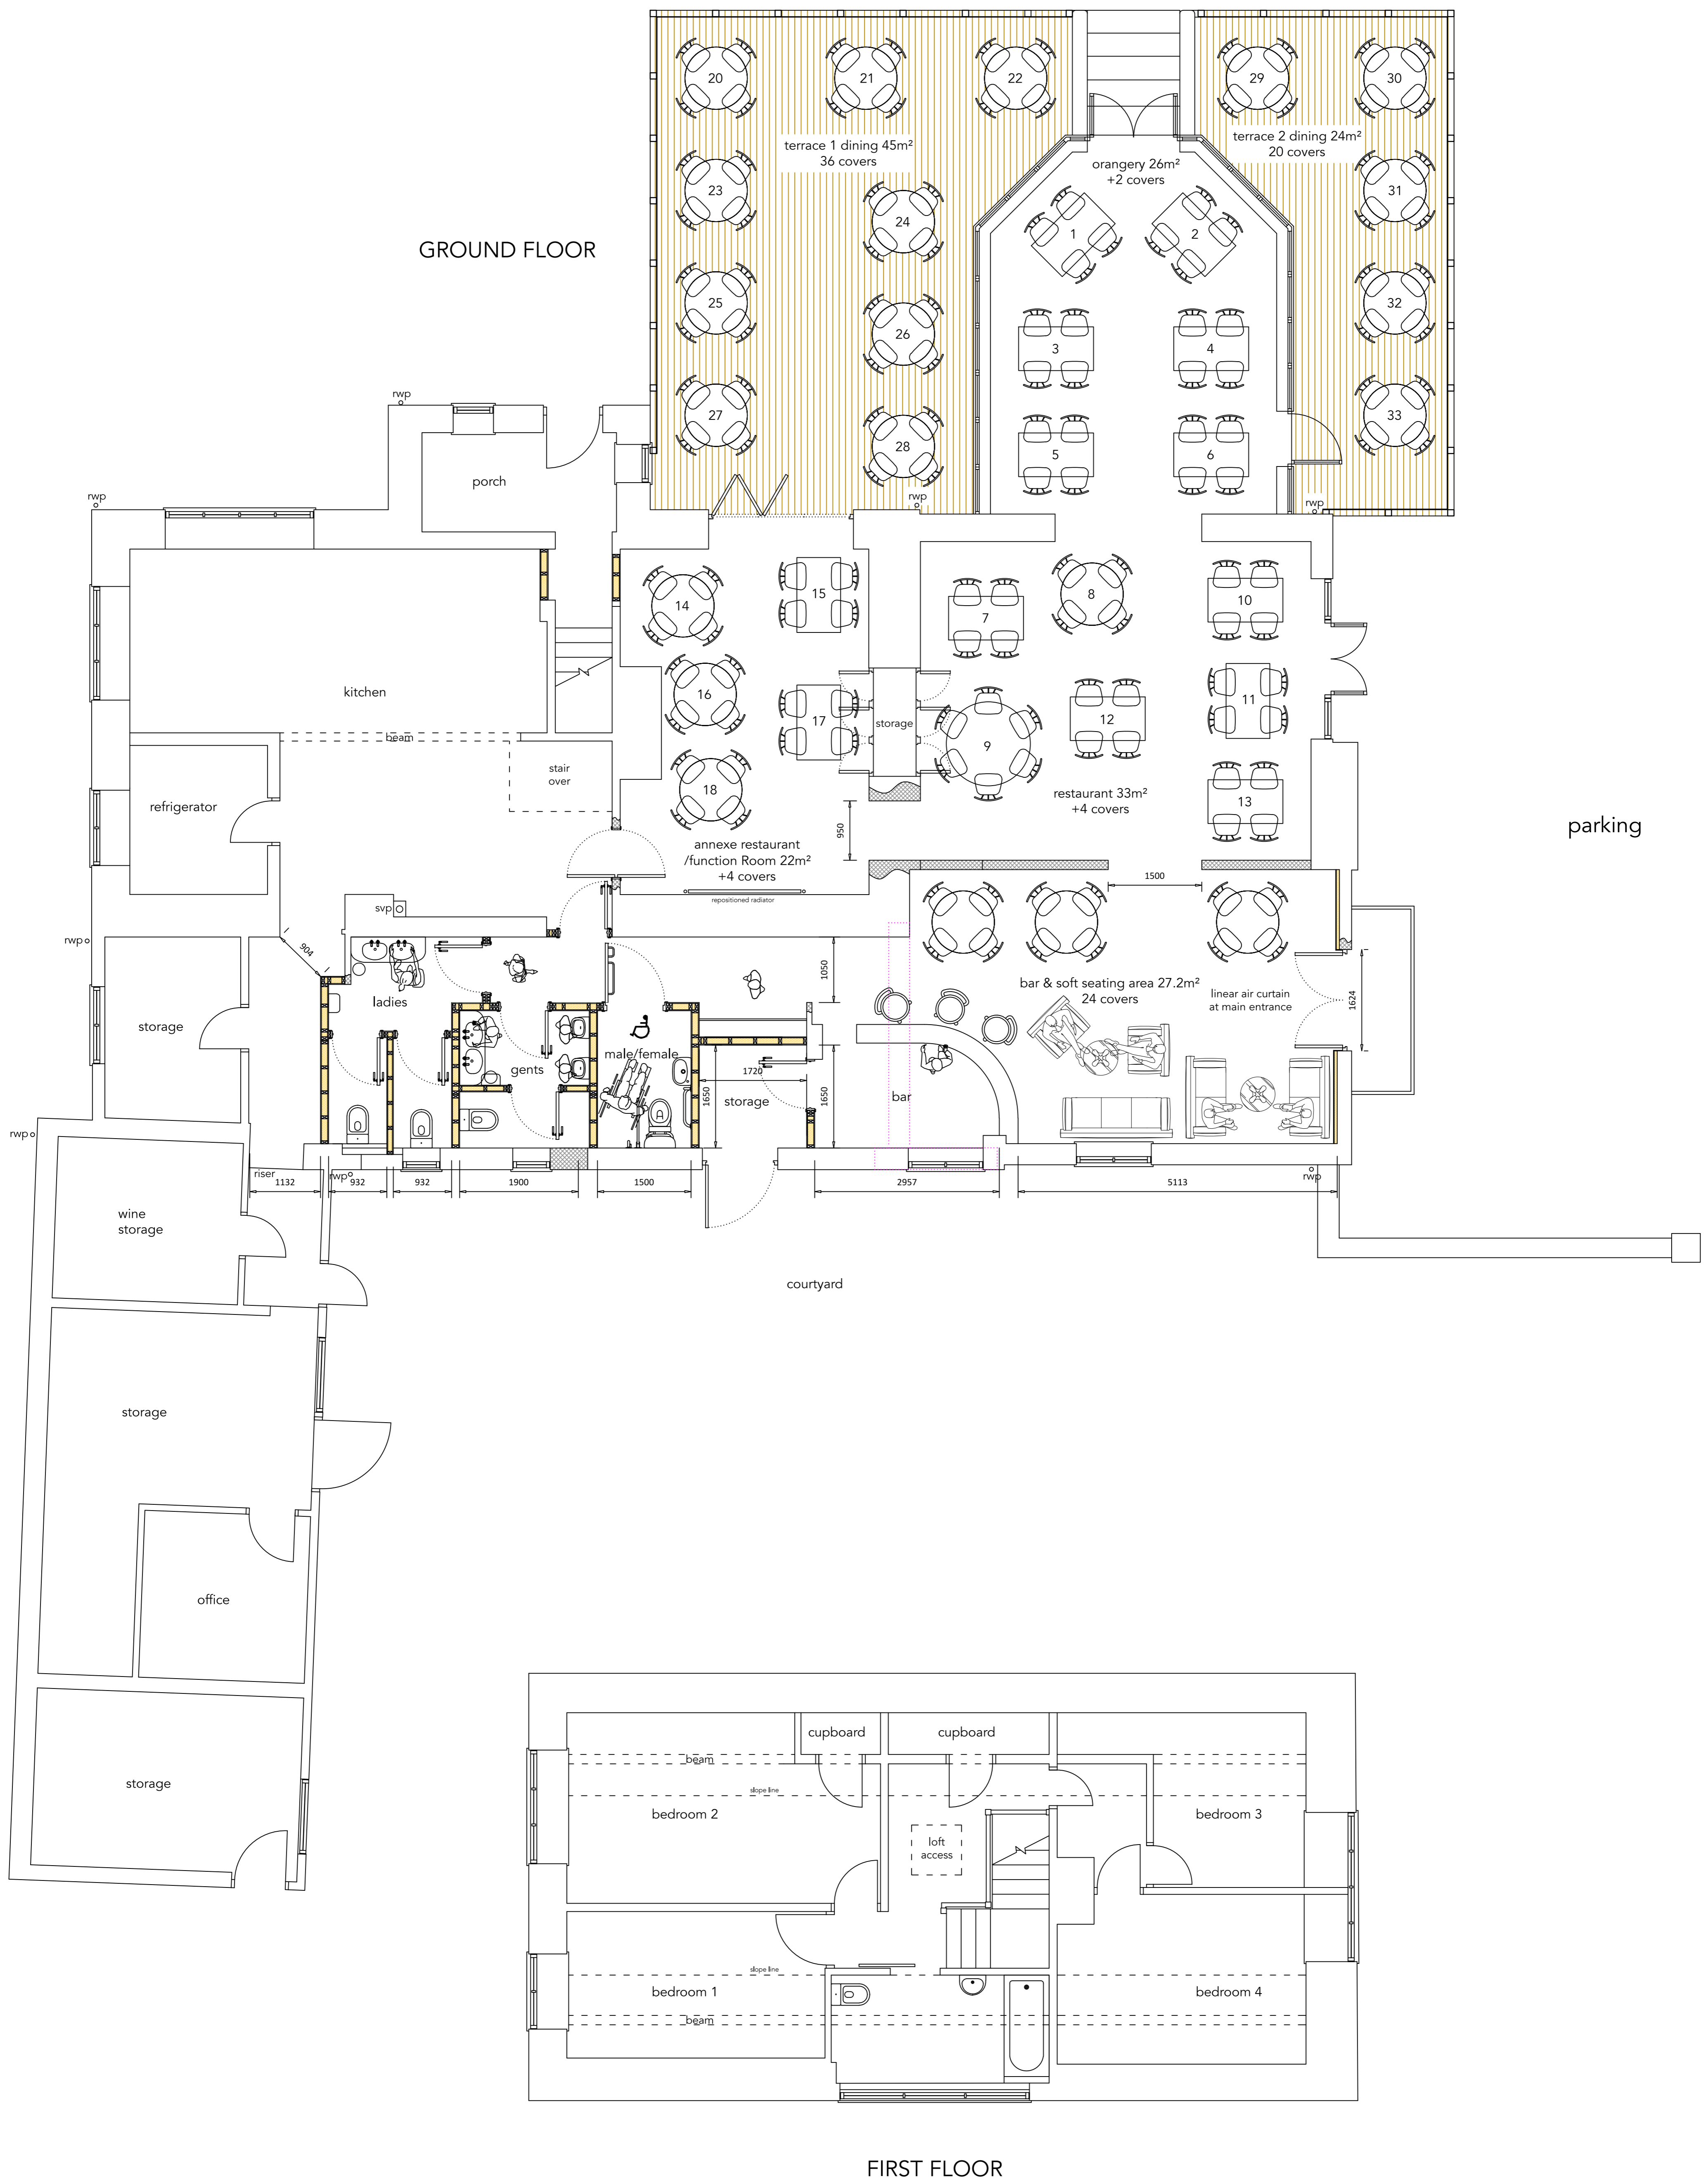 20
21
22
29
30
terrace 1 dining 45m²
36 covers
terrace 2 dining 24m²
20 covers
orangery 26m²
+2 covers
23
24
31
1
2
GROUND FLOOR
25
26
32
3
4
27
28
33
5
6
rwp
porch
rwp
rwp
rwp
14
15
7
8
10
kitchen
16
17
storage
9
12
11
beam
stair
over
refrigerator
18
restaurant 33m²
+4 covers
13
parking
950
annexe restaurant
/function Room 22m²
+4 covers
repositioned radiator
1500
svp
rwp
904
1050
bar & soft seating area 27.2m²
24 covers
linear air curtain
at main entrance
1624
ladies
storage
gents
male/female
1720
1650
storage
1650
bar
rwp
riser
rwp
rwp
1132
932
932
1900
1500
2957
5113
wine
storage
courtyard
storage
office
storage
cupboard
cupboard
beam
slope line
bedroom 2
bedroom 3
loft
access
slope line
bedroom 1
bedroom 4
beam
FIRST FLOOR